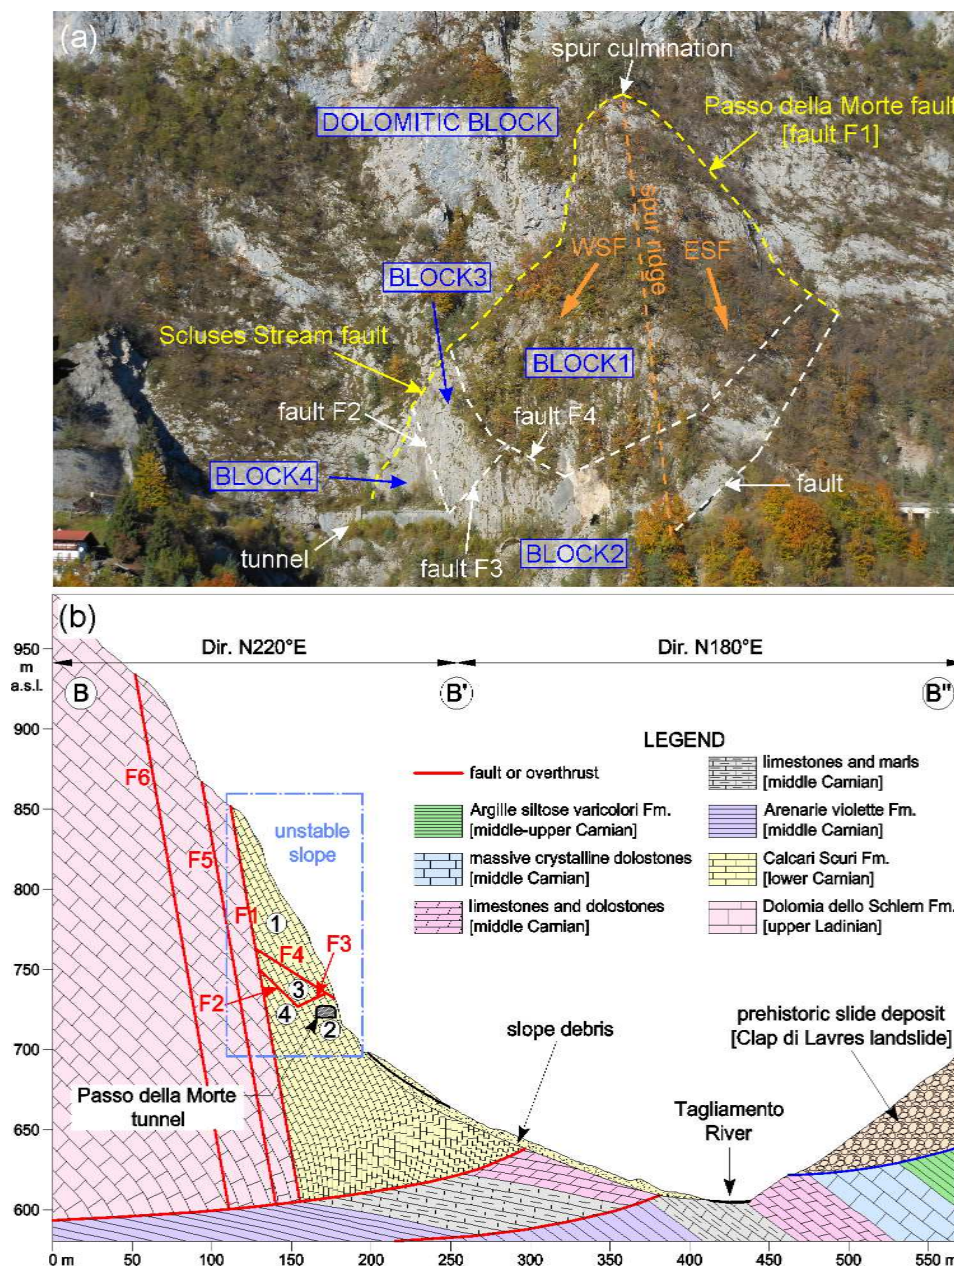 (a)
spur culmination
DOLOMITIC BLOCK
Passo della Morte fault
[fault F1]
spur ridge
WSF
ESF
BLOCK3
Scluses Stream fault
BLOCK1
fault F2
fault F4
BLOCK4
fault
tunnel
fault F3
BLOCK2
(b)
950
m
a.s.l.
Dir. N220°E
Dir. N180°E
B
B'
B"
900
LEGEND
fault or overthrust
limestones and marls
[middle Carnian]
Argille siltose varicolori Fm.
[middle-upper Carnian]
Arenarie violette Fm.
[middle Carnian]
massive crystalline dolostones
[middle Carnian]
Calcari Scuri Fm.
[lower Carnian]
limestones and dolostones
[middle Carnian]
Dolomia dello Schlern Fm.
[upper Ladinian]
F6
850
unstable
slope
F5
800
F1
1
F4
F3
750
F2
3
4
2
700
slope debris
prehistoric slide deposit
[Clap di Lavres landslide]
Passo della Morte
tunnel
Tagliamento
River
650
600
0 m
50
100
150
200
250
300
350
400
450
500
550 m